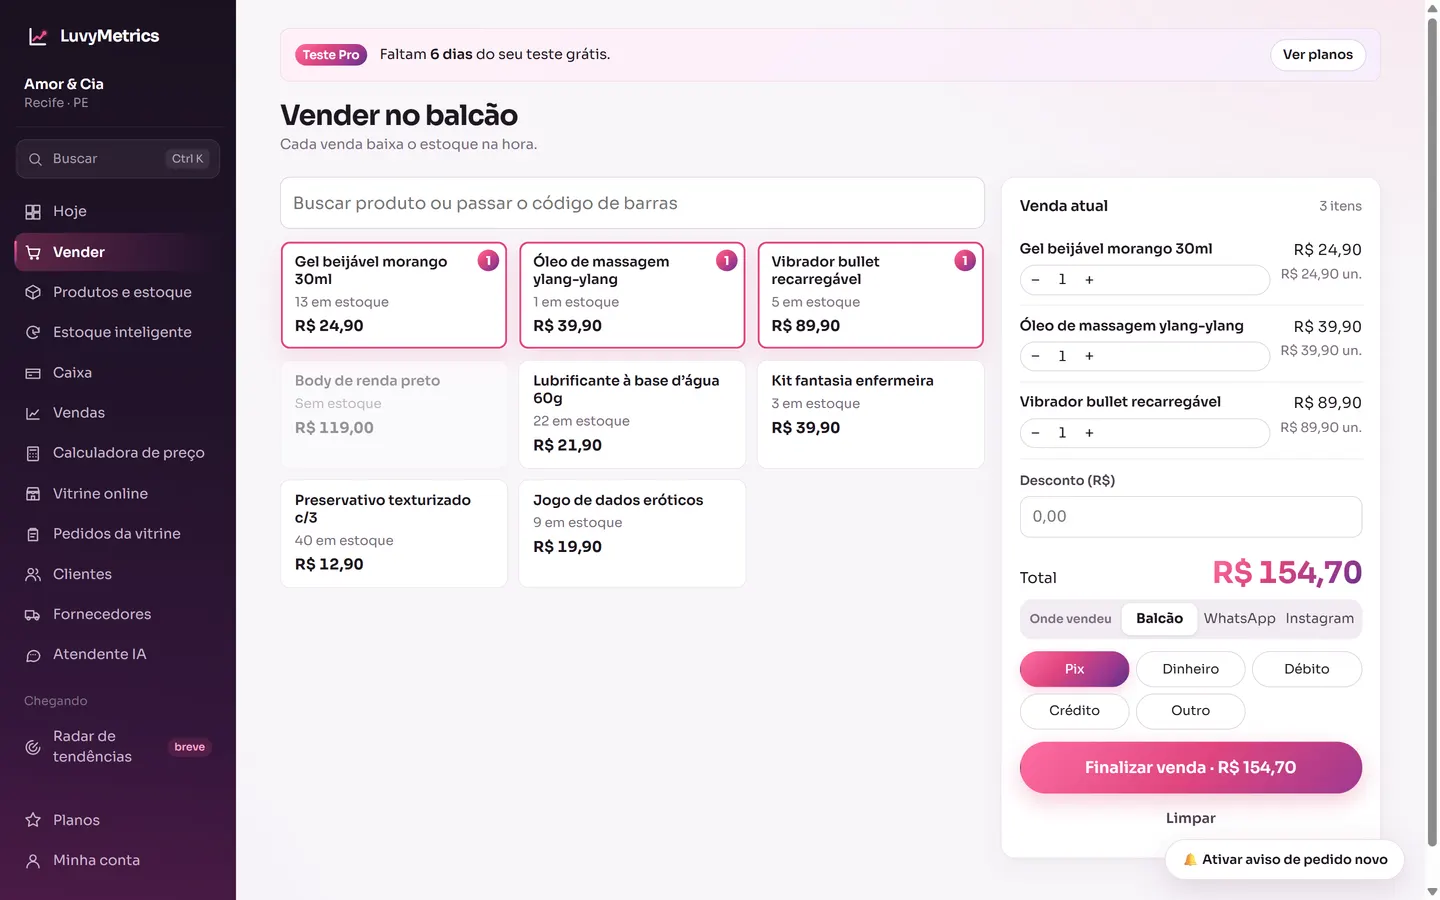 LuvyMetrics
Amor & Cia
Recife · PE
Buscar
Ctrl K
Hoje
Vender
Produtos e estoque
Estoque inteligente
Caixa
Vendas
Calculadora de preço
Vitrine online
Pedidos da vitrine
Clientes
Fornecedores
Atendente IA
Chegando
Radar de
tendências
breve
Planos
Minha conta
Teste Pro
Faltam 6 dias do seu teste grátis.
Ver planos
Vender no balcão
Cada venda baixa o estoque na hora.
Buscar produto ou passar o código de barras
Gel beijável morango
30ml
1
13 em estoque
R$ 24,90
Óleo de massagem
ylang-ylang
1
1 em estoque
R$ 39,90
Vibrador bullet
recarregável
1
5 em estoque
R$ 89,90
Body de renda preto
Sem estoque
R$ 119,00
Lubrificante à base d’água
60g
22 em estoque
R$ 21,90
Kit fantasia enfermeira
3 em estoque
R$ 39,90
Preservativo texturizado
c/3
40 em estoque
R$ 12,90
Jogo de dados eróticos
9 em estoque
R$ 19,90
Venda atual
3 itens
Gel beijável morango 30ml
R$ 24,90
− 1 +
R$ 24,90 un.
Óleo de massagem ylang-ylang
R$ 39,90
− 1 +
R$ 39,90 un.
Vibrador bullet recarregável
R$ 89,90
− 1 +
R$ 89,90 un.
Desconto (R$)
0,00
Total
R$ 154,70
Onde vendeu
Balcão
WhatsApp
Instagram
Pix
Dinheiro
Débito
Crédito
Outro
Finalizar venda · R$ 154,70
Limpar
🔔 Ativar aviso de pedido novo